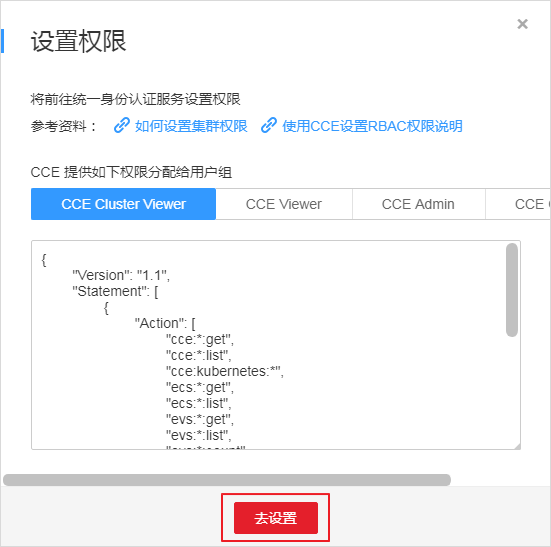 设置权限
×
将前往统一身份认证服务设置权限
参考资料： 如何设置集群权限 使用CCE设置RBAC权限说明
CCE 提供如下权限分配给用户组
CCE Cluster Viewer CCE Viewer CCE Admin CCE
{
"Version": "1.1",
"Statement": [
{
"Action": [
"cce:*:get",
"cce:*:list",
"cce:kubernetes:*",
"ecs:*:get",
"ecs:*:list",
"evs:*:get",
"evs:*:list",
"evs:*:count",
去设置